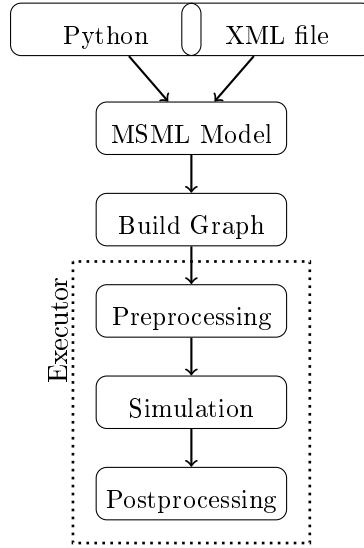 Python
XML file
MSML Model
Build Graph
Executor
Preprocessing
Simulation
Postprocessing